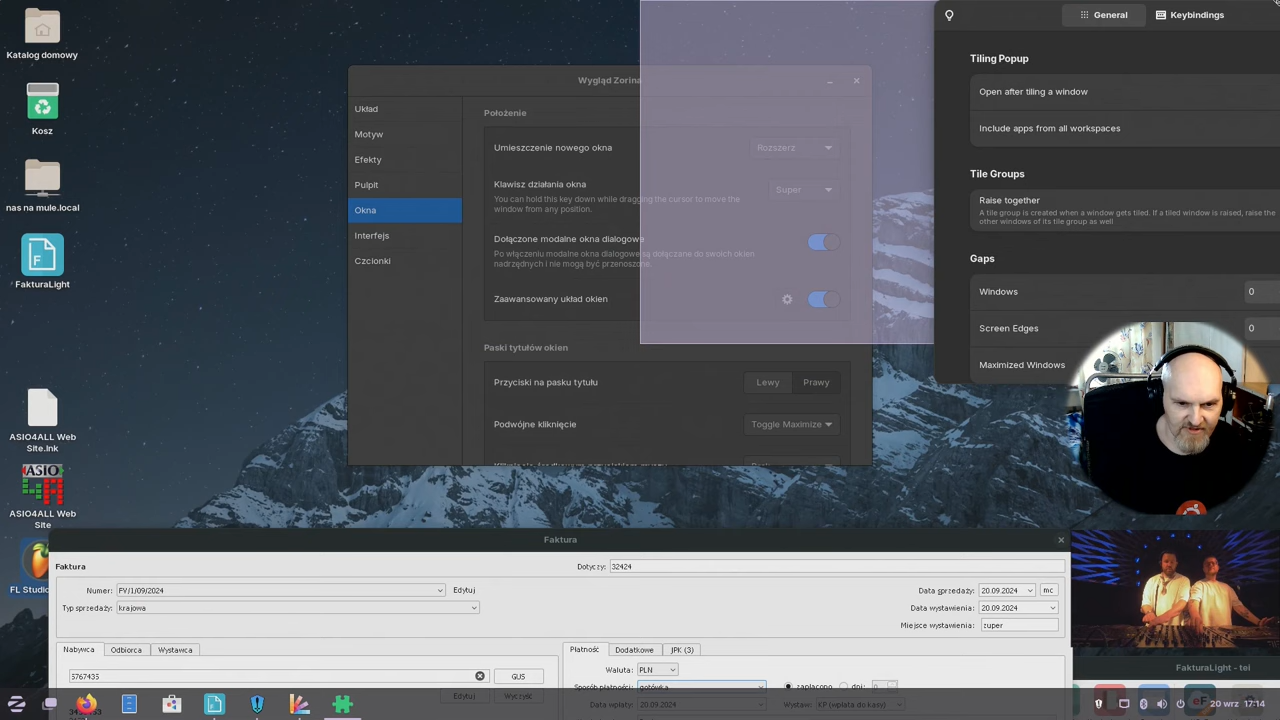 General
Keybindings
Katalog domowy
Kosz
nas na mule.local
FakturaLight
ASIO4ALL Web
Site.lnk
ASIO4ALL Web
Site
FL Studio
Wygląd Zorina
Układ
Motyw
Efekty
Pulpit
Okna
Interfejs
Czcionki
Położenie
Umieszczenie nowego okna
Rozszerz
Klawisz działania okna
Super
You can hold this key down while dragging the cursor to move the
window from any position.
Dołączone modalne okna dialogowe
Po włączeniu modalne okna dialogowe są dołączane do swoich okien
nadrzędnych i nie mogą być przenoszone.
Zaawansowany układ okien
Paski tytułów okien
Przyciski na pasku tytułu
Lewy
Prawy
Podwójne kliknięcie
Toggle Maximize
Tiling Popup
Open after tiling a window
Include apps from all workspaces
Tile Groups
Raise together
A tile group is created when a window gets tiled. If a tiled window is raised, raise the
other windows of its tile group as well
Gaps
Windows
0
Screen Edges
0
Maximized Windows
Faktura
Faktura
Dotyczy:
32424
Numer:
FV/1/09/2024
Edytuj
Typ sprzedaży:
krajowa
Data sprzedaży:
20.09.2024
mc
Data wystawienia:
20.09.2024
Miejsce wystawienia:
zuper
Nabywca
Odbiorca
Wystawca
5767435
GUS
Edytuj
Wyczyść
Płatność
Dodatkowe
JPK (3)
Waluta:
PLN
Sposób płatności:
gotówka
zapłacono
dni:
0
Data wpłaty:
20.09.2024
Wystaw:
KP (wpłata do kasy)
FakturaLight - tei
20 wrz 17:14